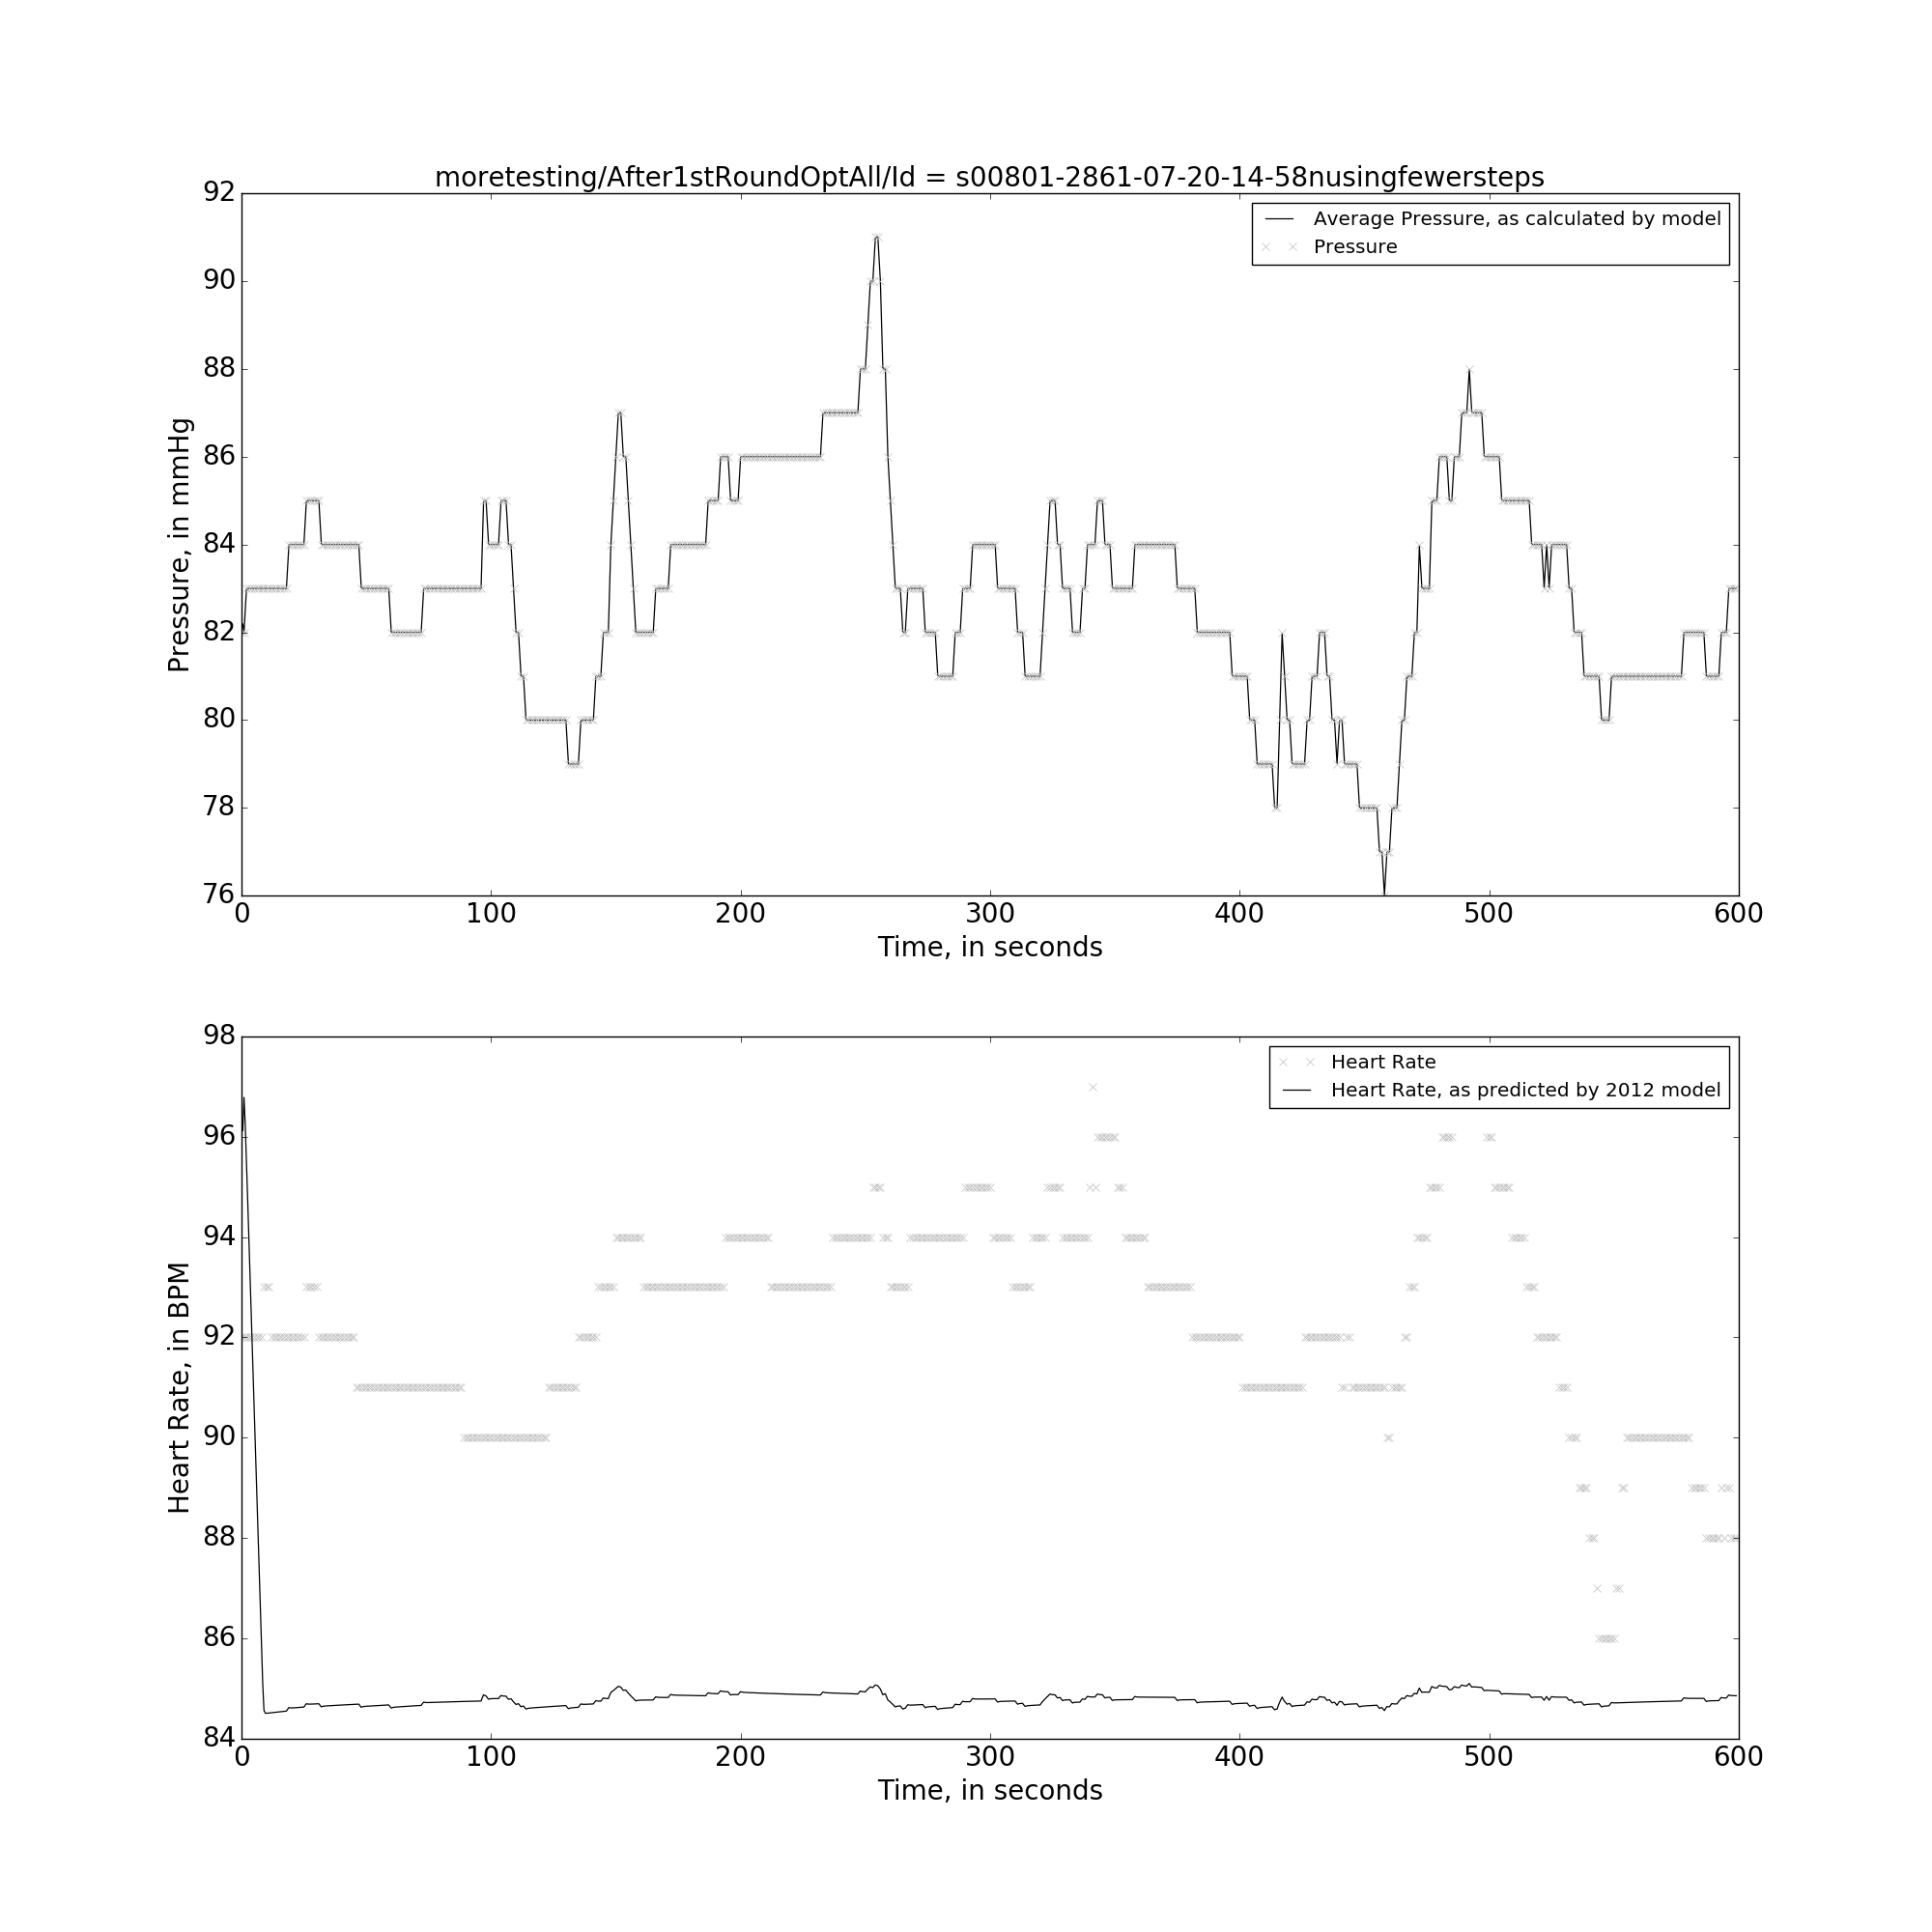 moretesting/After1stRoundOptAll/Id = s00801-2861-07-20-14-58nusingfewersteps
92
90
88
86
84
82
80
78
76
Pressure, in mmHg
Average Pressure, as calculated by model
Pressure
0 100 200 300 400 500 600
Time, in seconds
98
96
94
92
90
88
86
84
Heart Rate, in BPM
Heart Rate
Heart Rate, as predicted by 2012 model
0 100 200 300 400 500 600
Time, in seconds